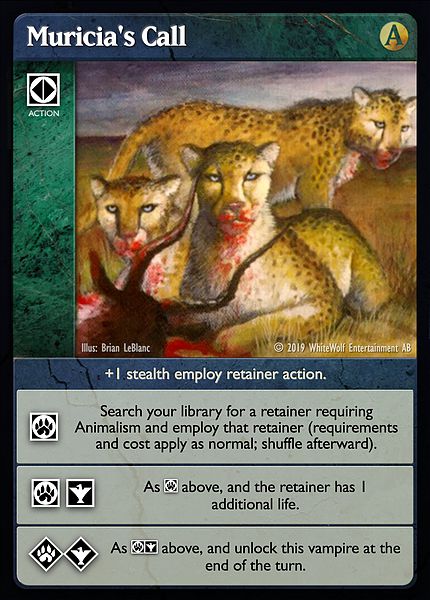 Muricia's Call
A
ACTION
Illus: Brian LeBlanc
© 2019 WhiteWolf Entertainment AB
+1 stealth employ retainer action.
Search your library for a retainer requiring
Animalism and employ that retainer (requirements
and cost apply as normal; shuffle afterward).
As above, and the retainer has 1
additional life.
As above, and unlock this vampire at the
end of the turn.